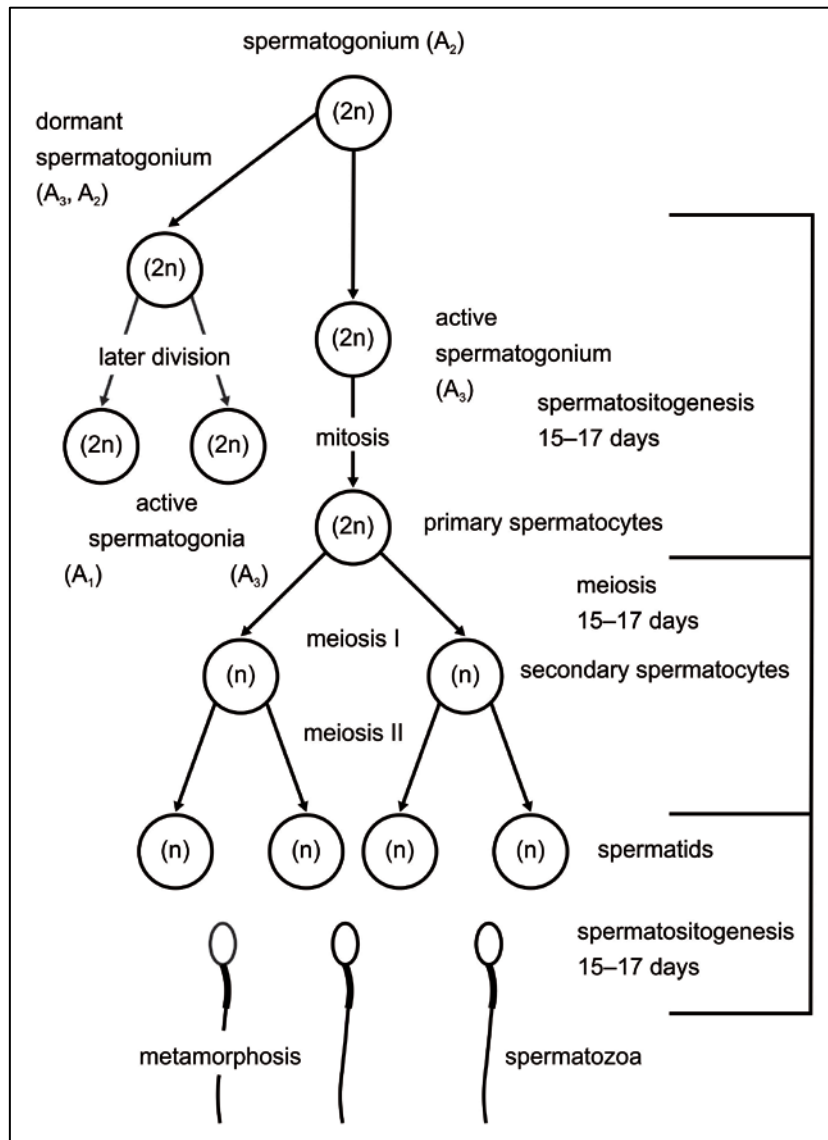 spermatogonium (A₂)
(2n)
dormant
spermatogonium
(A₃, A₂)
(2n)
later division
(2n)
(2n)
active
spermatogonia
(A₁)
(A₃)
(2n)
active
spermatogonium
(A₃)
mitosis
spermatositogenesis
15–17 days
(2n)
primary spermatocytes
meiosis I
meiosis
15–17 days
(n)
(n)
secondary spermatocytes
meiosis II
(n)
(n)
(n)
(n)
spermatids
spermatositogenesis
15–17 days
metamorphosis
spermatozoa